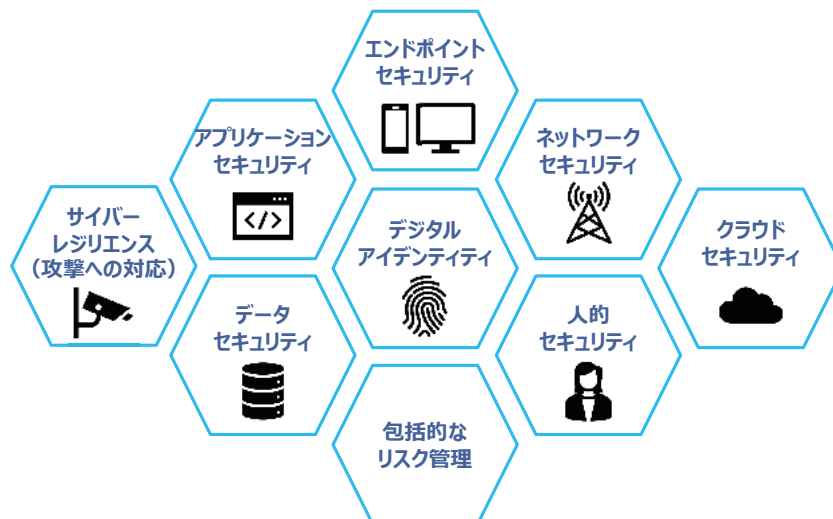 エンドポイント
セキュリティ
アプリケーション
セキュリティ
ネットワーク
セキュリティ
サイバー
レジリエンス
（攻撃への対応）
デジタル
アイデンティティ
クラウド
セキュリティ
データ
セキュリティ
人的
セキュリティ
包括的な
リスク管理